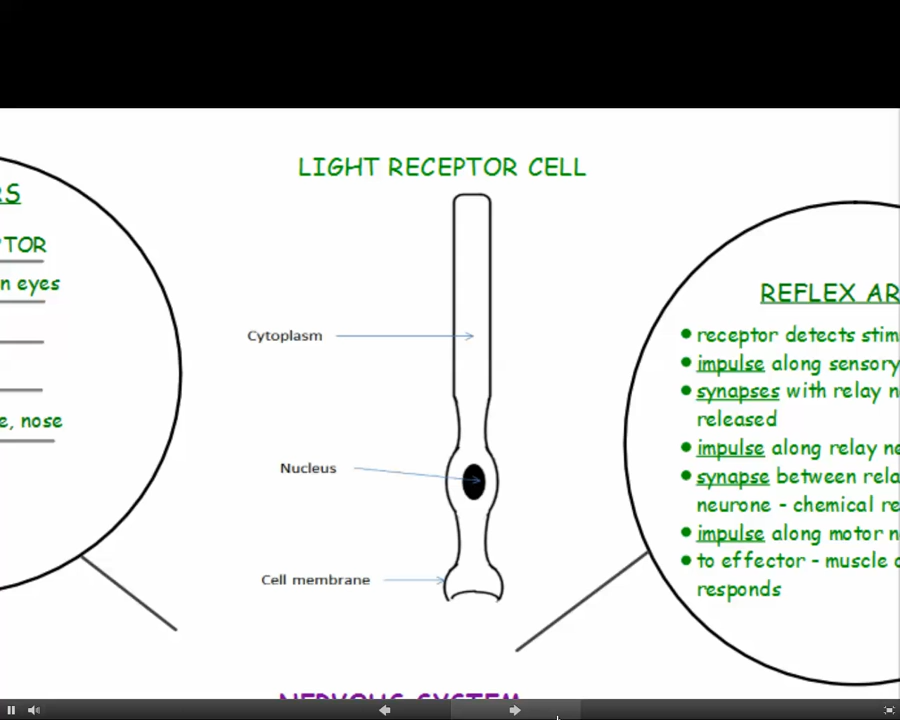 LIGHT RECEPTOR CELL
RS
PTOR
n eyes
e, nose
Cytoplasm
Nucleus
Cell membrane
REFLEX AR
receptor detects stim
impulse along sensory
synapses with relay n
released
impulse along relay ne
synapse between rela
neurone - chemical re
impulse along motor n
to effector - muscle o
responds
NERVOUS SYSTEM